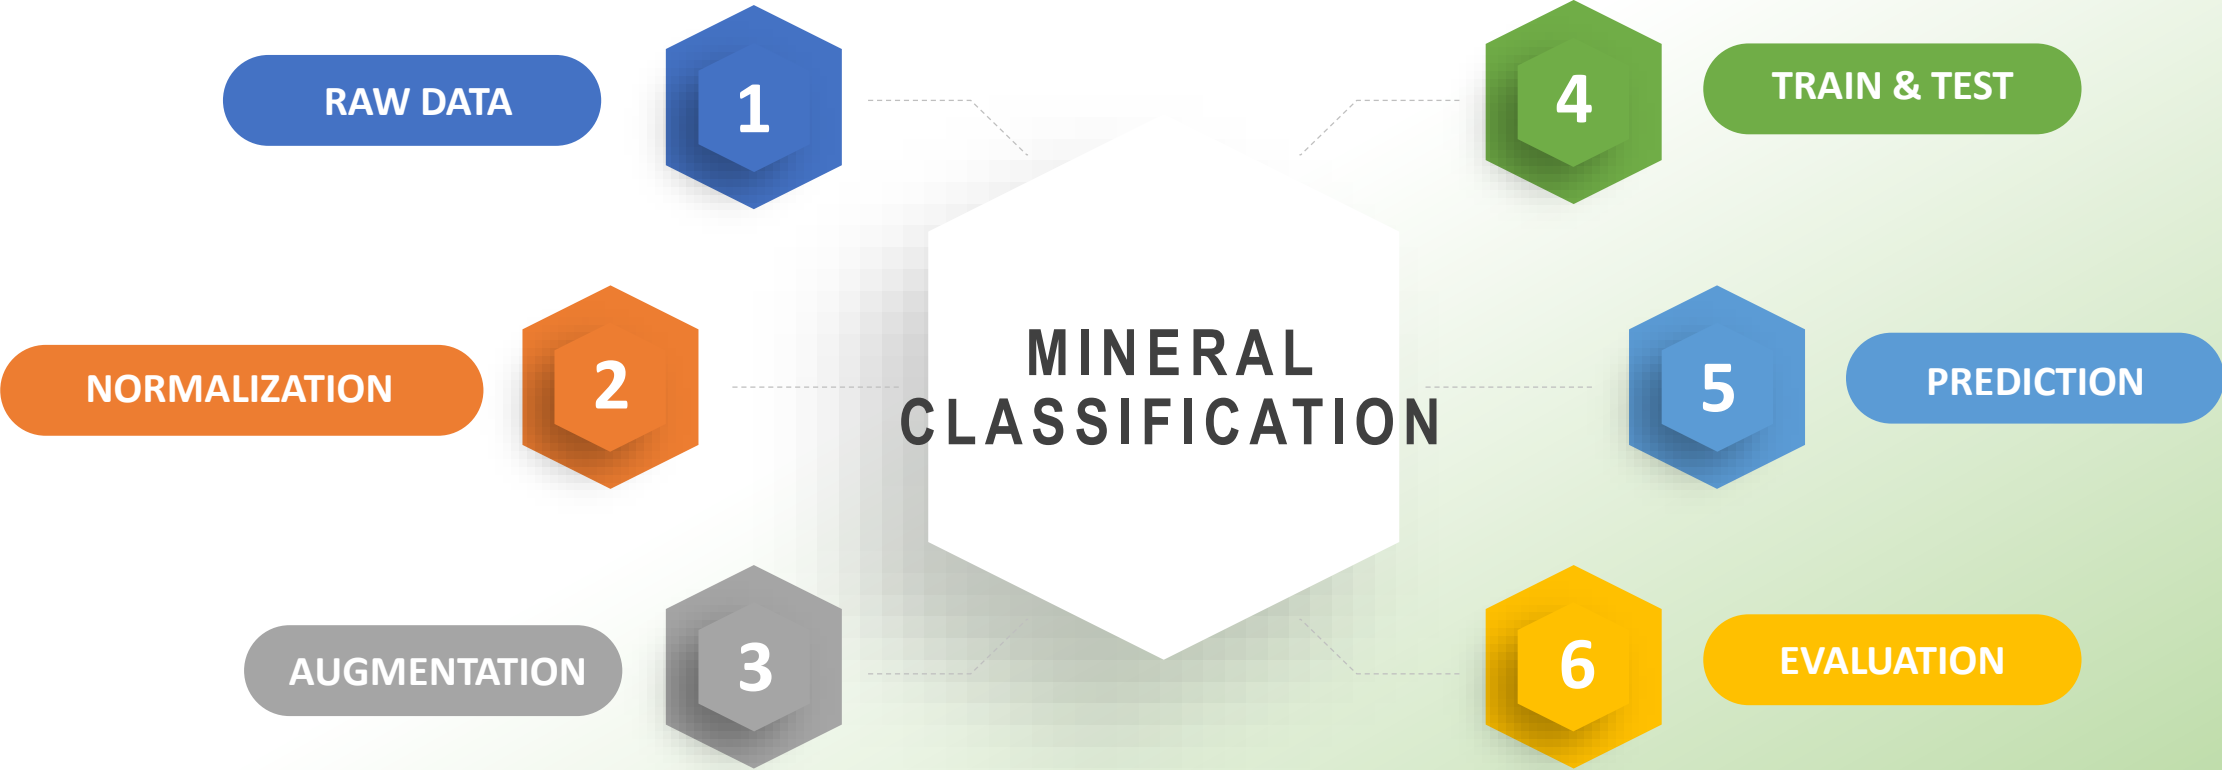 RAW DATA
1
NORMALIZATION
2
AUGMENTATION
3
MINERAL
CLASSIFICATION
4
TRAIN & TEST
5
PREDICTION
6
EVALUATION